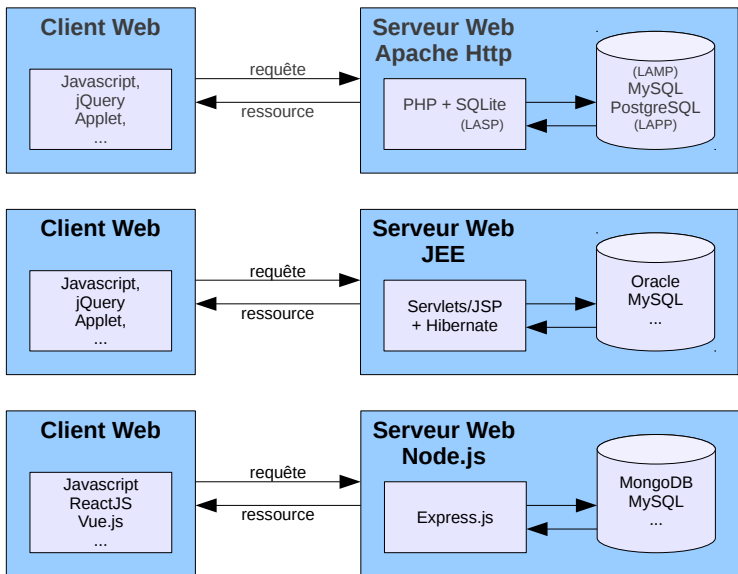 Client Web
Javascript,
jQuery
Applet,
...
requête
ressource
Serveur Web
Apache Http
PHP + SQLite
(LASP)
(LAMP)
MySQL
PostgreSQL
(LAPP)
Client Web
Javascript,
jQuery
Applet,
...
requête
ressource
Serveur Web
JEE
Servlets/JSP
+ Hibernate
Oracle
MySQL
...
Client Web
Javascript
ReactJS
Vue.js
...
requête
ressource
Serveur Web
Node.js
Express.js
MongoDB
MySQL
...